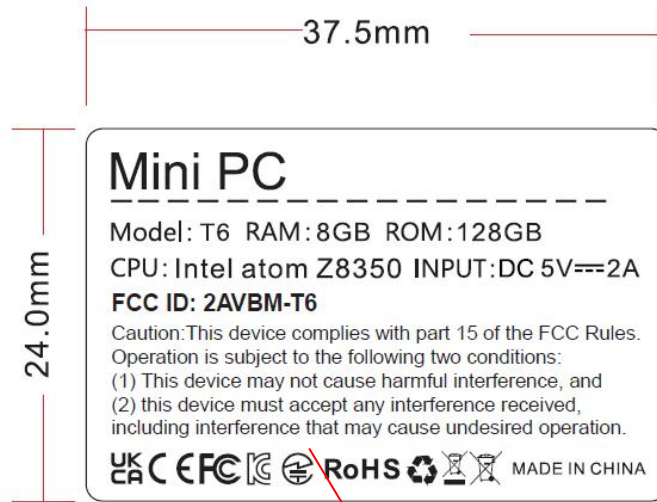 37.5mm
24.0mm
Mini PC
Model: T6 RAM:8GB ROM:128GB
CPU: Intel atom Z8350 INPUT:DC 5V⎓2A
FCC ID: 2AVBM-T6
Caution:This device complies with part 15 of the FCC Rules.
Operation is subject to the following two conditions:
(1) This device may not cause harmful interference, and
(2) this device must accept any interference received,
including interference that may cause undesired operation.
UK CA CE FC KC RoHS MADE IN CHINA